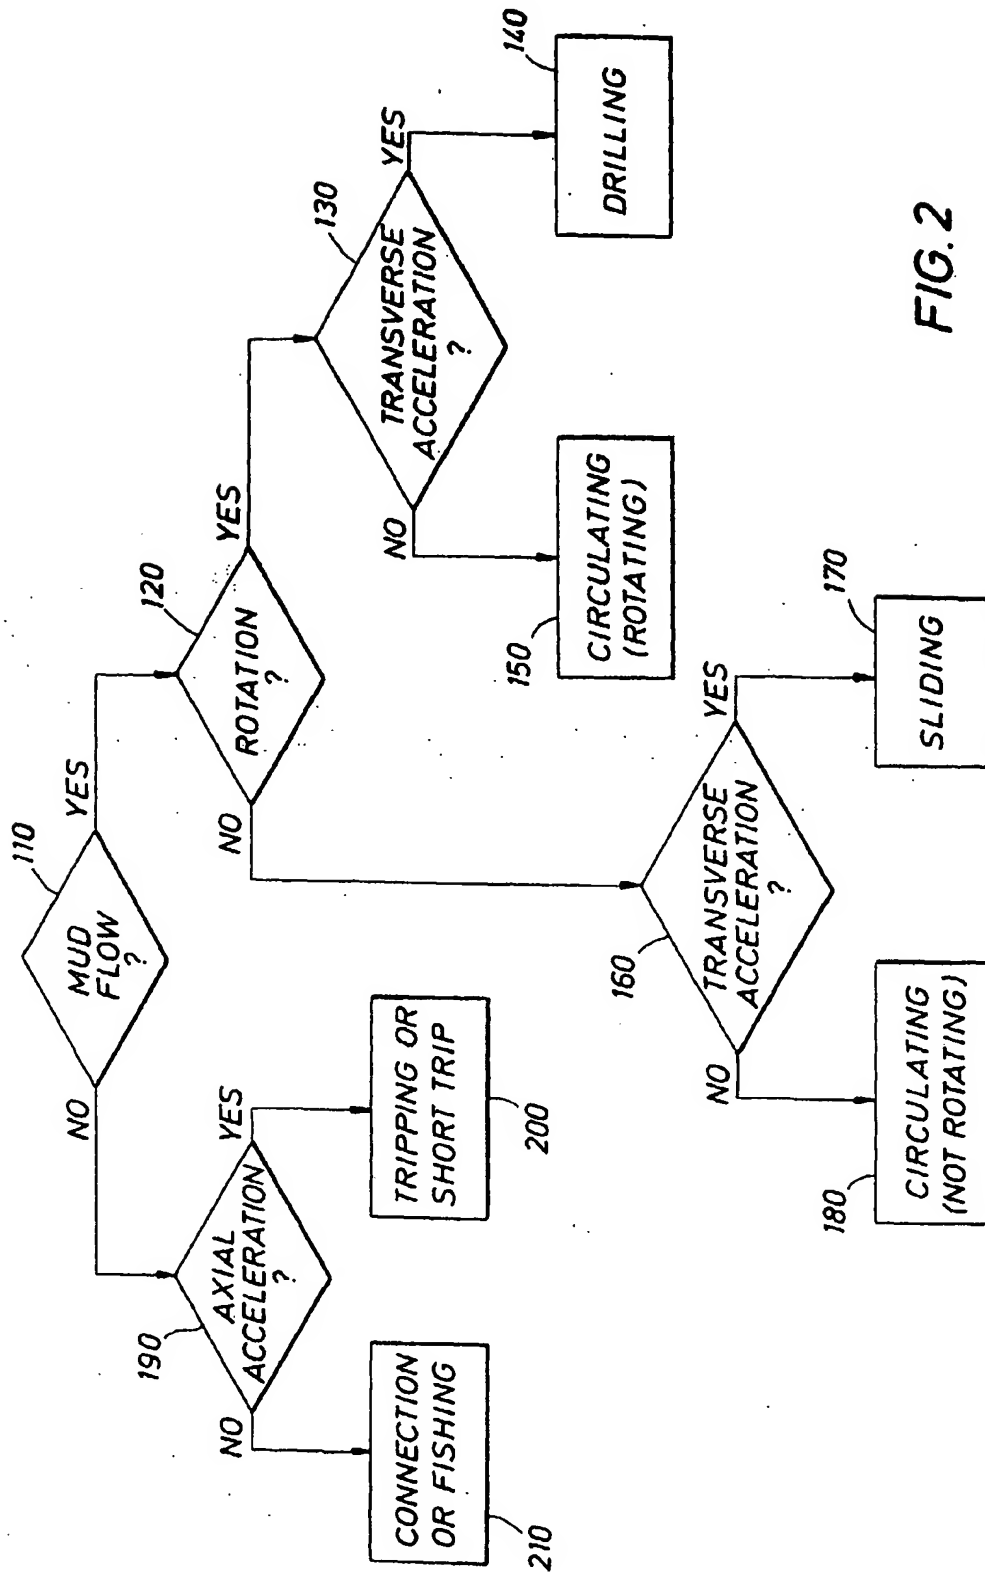 110
MUD
FLOW
?
NO
YES
190
AXIAL
ACCELERATION
?
NO
YES
120
ROTATION
?
NO
YES
CONNECTION
OR FISHING
210
TRIPPING OR
SHORT TRIP
200
130
TRANSVERSE
ACCELERATION
?
NO
YES
150
CIRCULATING
(ROTATING)
140
DRILLING
160
TRANSVERSE
ACCELERATION
?
NO
YES
180
CIRCULATING
(NOT ROTATING)
170
SLIDING
FIG. 2